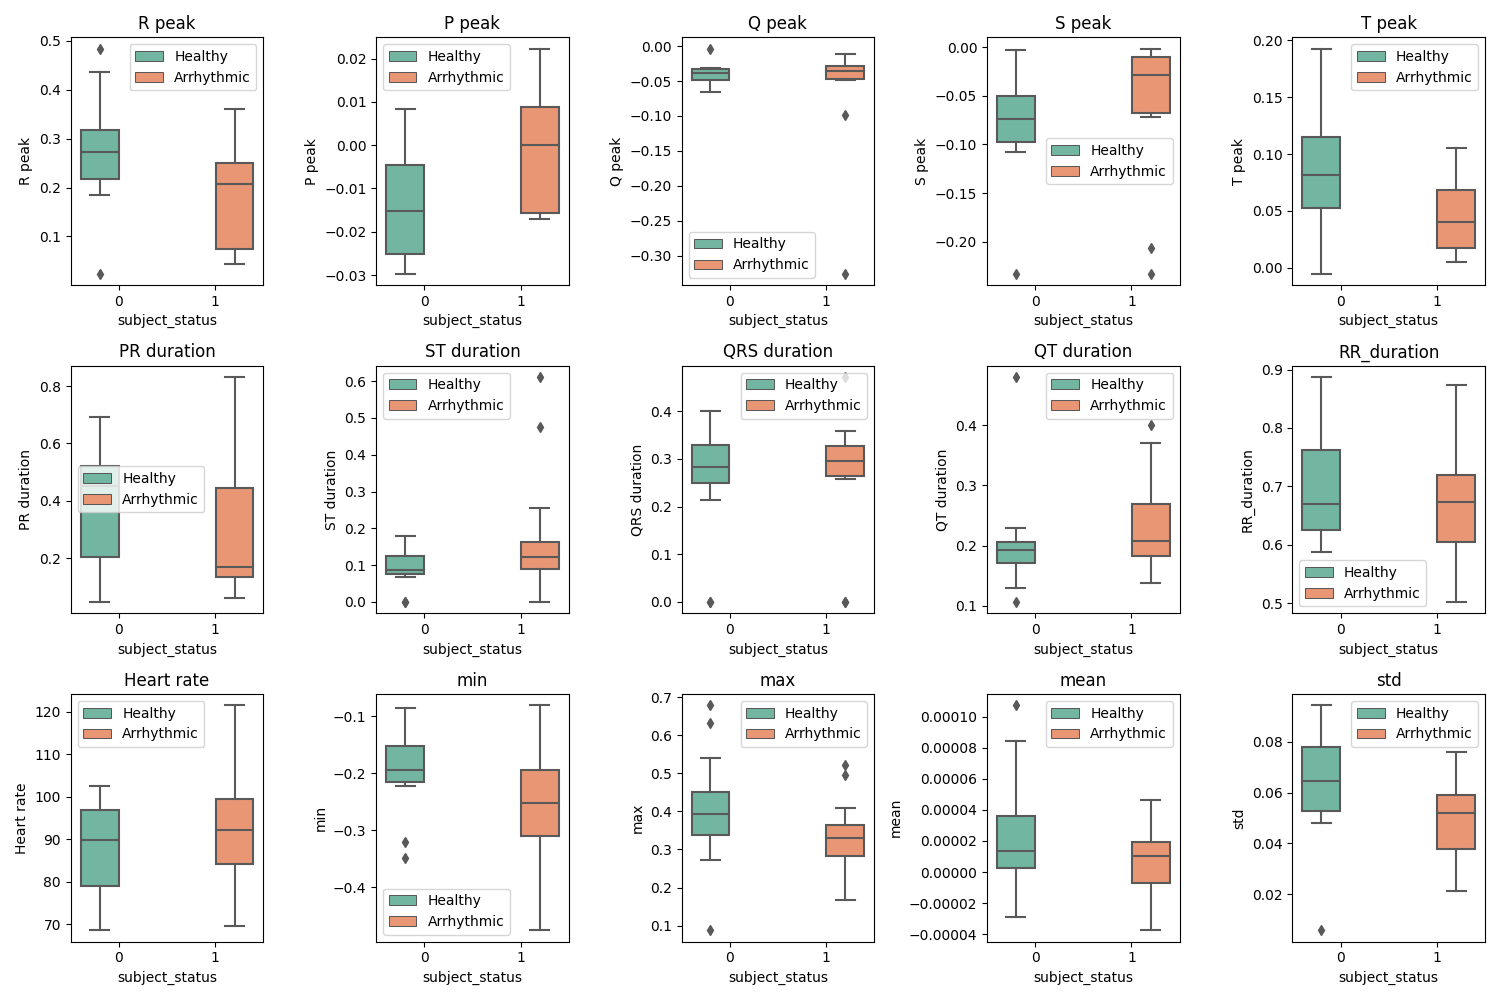 R peak
0.5
0.4
0.3
0.2
0.1
R peak
Healthy
Arrhythmic
0 1
subject_status
P peak
0.02
0.01
0.00
−0.01
−0.02
−0.03
P peak
Healthy
Arrhythmic
0 1
subject_status
Q peak
0.00
−0.05
−0.10
−0.15
−0.20
−0.25
−0.30
Q peak
Healthy
Arrhythmic
0 1
subject_status
S peak
0.00
−0.05
−0.10
−0.15
−0.20
S peak
Healthy
Arrhythmic
0 1
subject_status
T peak
0.20
0.15
0.10
0.05
0.00
T peak
Healthy
Arrhythmic
0 1
subject_status
PR duration
0.8
0.6
0.4
0.2
PR duration
Healthy
Arrhythmic
0 1
subject_status
ST duration
0.6
0.5
0.4
0.3
0.2
0.1
0.0
ST duration
Healthy
Arrhythmic
0 1
subject_status
QRS duration
0.4
0.3
0.2
0.1
0.0
QRS duration
Healthy
Arrhythmic
0 1
subject_status
QT duration
0.4
0.3
0.2
0.1
QT duration
Healthy
Arrhythmic
0 1
subject_status
RR_duration
0.9
0.8
0.7
0.6
0.5
RR_duration
Healthy
Arrhythmic
0 1
subject_status
Heart rate
120
110
100
90
80
70
Heart rate
Healthy
Arrhythmic
0 1
subject_status
min
−0.1
−0.2
−0.3
−0.4
min
Healthy
Arrhythmic
0 1
subject_status
max
0.7
0.6
0.5
0.4
0.3
0.2
0.1
max
Healthy
Arrhythmic
0 1
subject_status
mean
0.00010
0.00008
0.00006
0.00004
0.00002
0.00000
−0.00002
−0.00004
mean
Healthy
Arrhythmic
0 1
subject_status
std
0.08
0.06
0.04
0.02
std
Healthy
Arrhythmic
0 1
subject_status